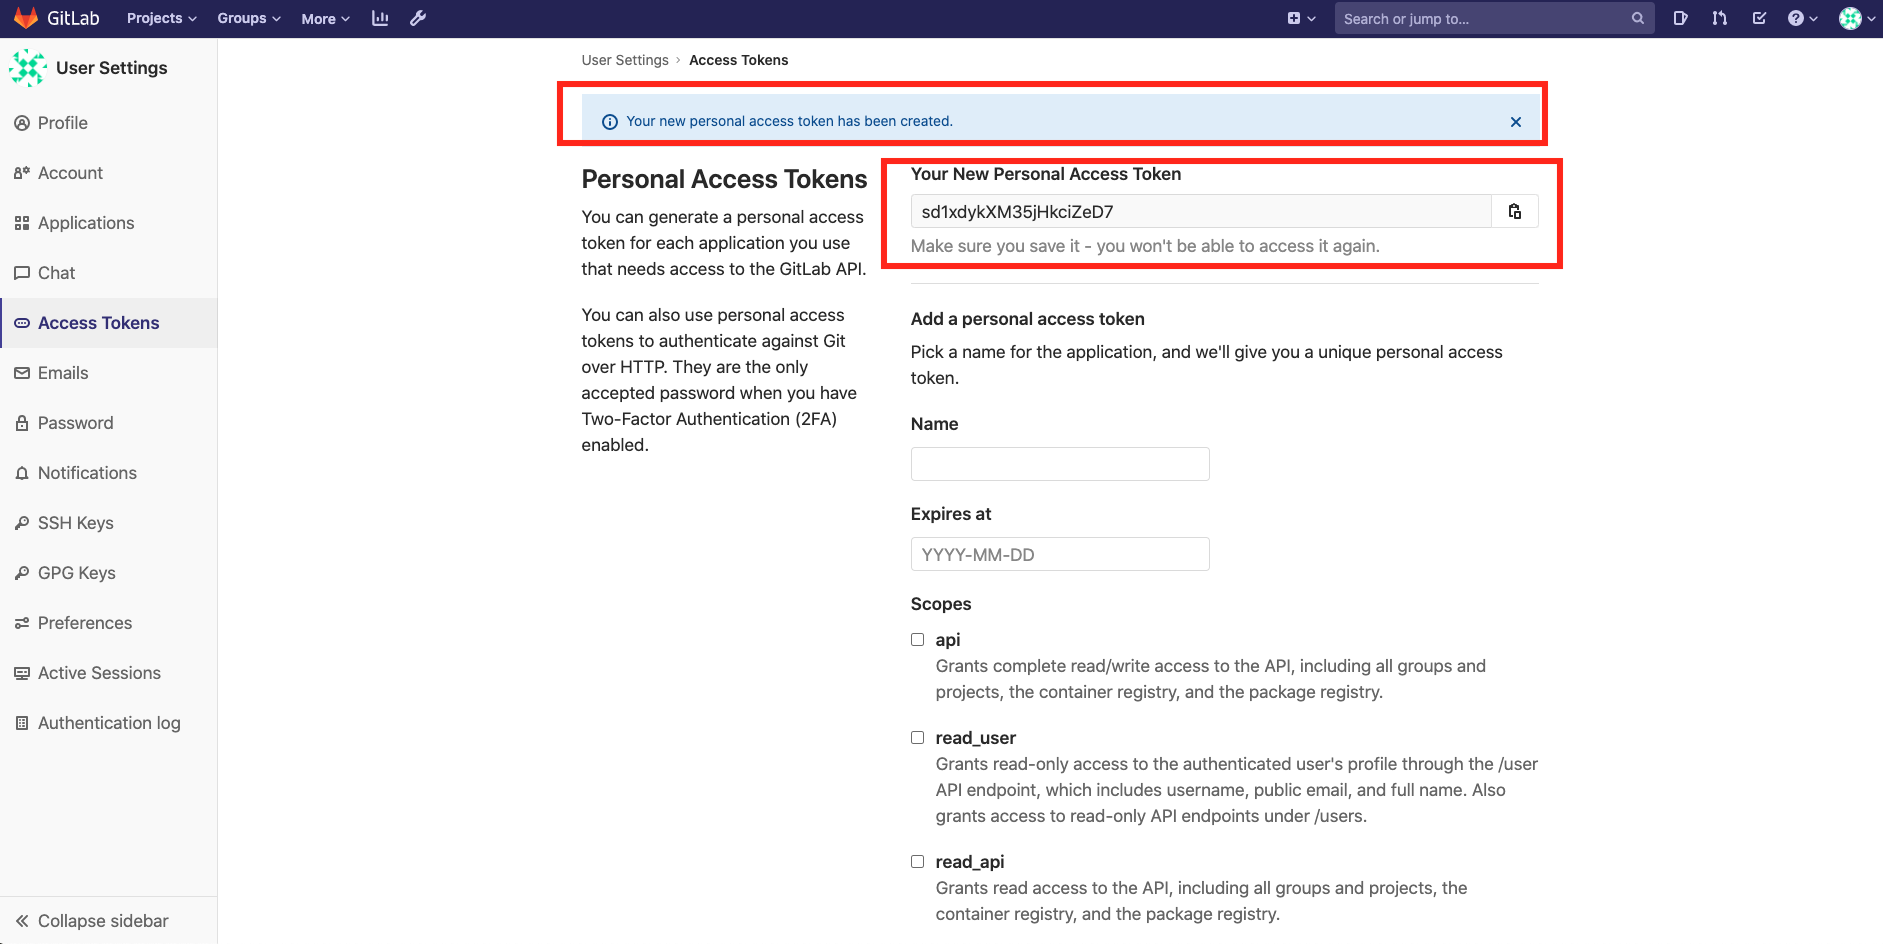 GitLab Projects Groups More Search or jump to...
User Settings
Profile
Account
Applications
Chat
Access Tokens
Emails
Password
Notifications
SSH Keys
GPG Keys
Preferences
Active Sessions
Authentication log
Collapse sidebar
User Settings › Access Tokens
Your new personal access token has been created.
Personal Access Tokens
You can generate a personal access
token for each application you use
that needs access to the GitLab API.
You can also use personal access
tokens to authenticate against Git
over HTTP. They are the only
accepted password when you have
Two-Factor Authentication (2FA)
enabled.
Your New Personal Access Token
sd1xdykXM35jHkciZeD7
Make sure you save it - you won't be able to access it again.
Add a personal access token
Pick a name for the application, and we'll give you a unique personal access
token.
Name
Expires at
YYYY-MM-DD
Scopes
api
Grants complete read/write access to the API, including all groups and
projects, the container registry, and the package registry.
read_user
Grants read-only access to the authenticated user's profile through the /user
API endpoint, which includes username, public email, and full name. Also
grants access to read-only API endpoints under /users.
read_api
Grants read access to the API, including all groups and projects, the
container registry, and the package registry.